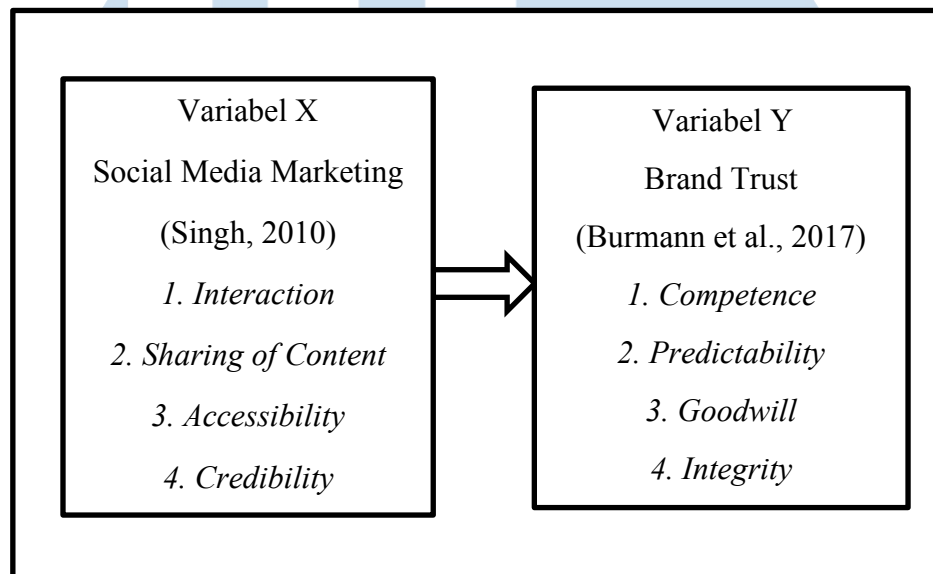 Variabel X
Social Media Marketing
(Singh, 2010)
1. Interaction
2. Sharing of Content
3. Accessibility
4. Credibility
Variabel Y
Brand Trust
(Burmann et al., 2017)
1. Competence
2. Predictability
3. Goodwill
4. Integrity